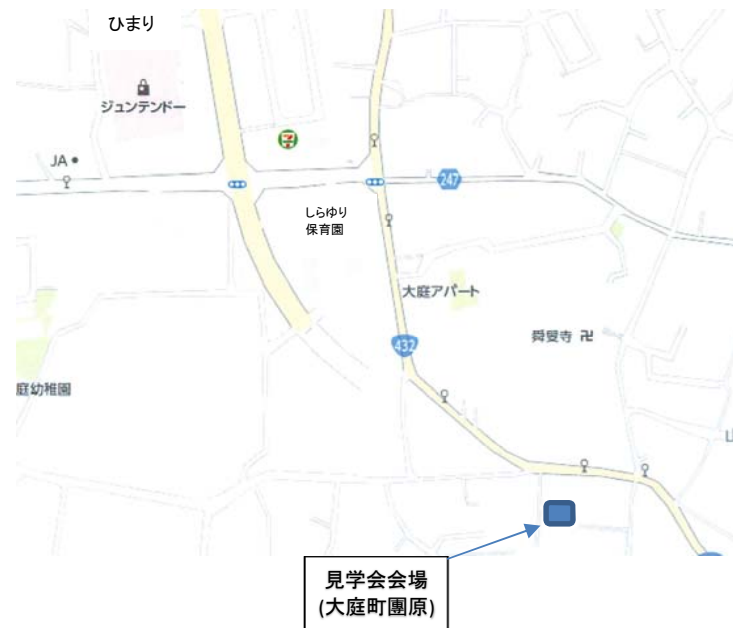 ひまり
ジュンテンドー
JA
7
247
しらゆり
保育園
大庭アパート
432
舜叟寺
庭幼稚園
見学会会場
(大庭町團原)